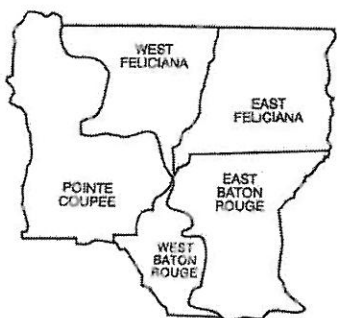 WEST
FELICIANA
EAST
FELICIANA
POINTE
COUPEE
EAST
BATON
ROUGE
WEST
BATON
ROUGE